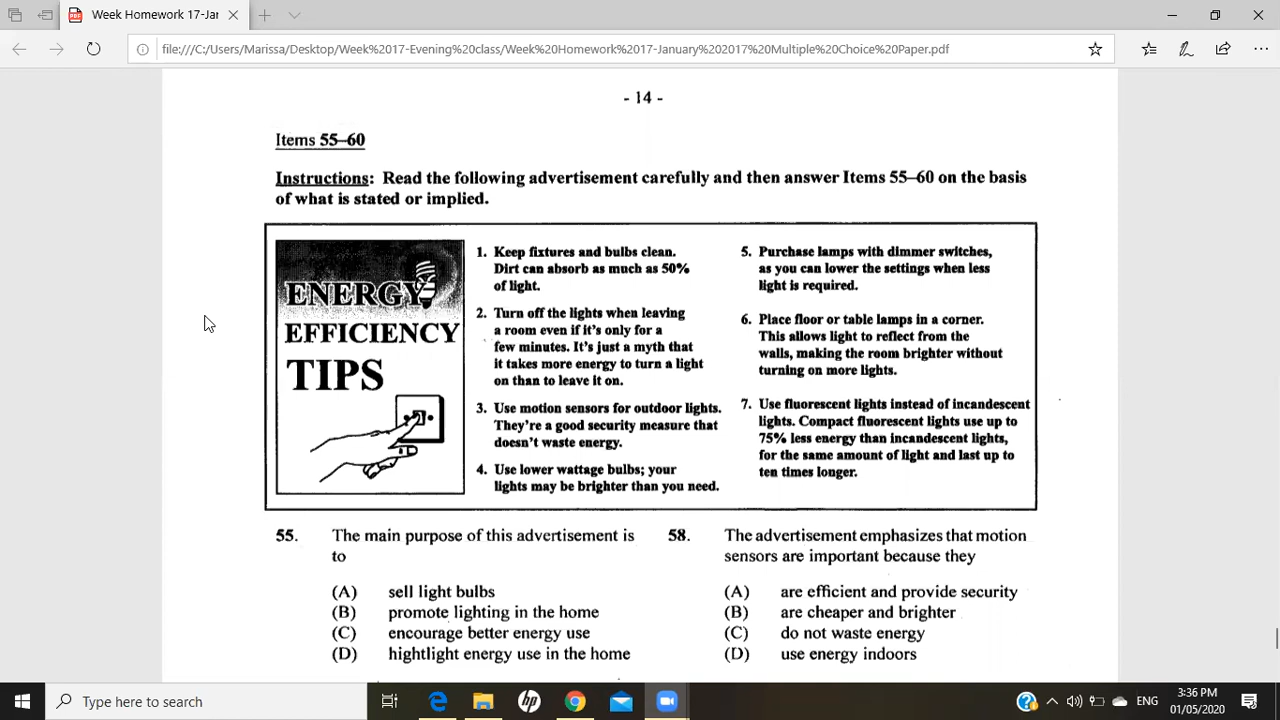 Week Homework 17-Jan
file:///C:/Users/Marissa/Desktop/Week%2017-Evening%20class/Week%20Homework%2017-January%202017%20Multiple%20Choice%20Paper.pdf
- 14 -
Items 55–60
Instructions: Read the following advertisement carefully and then answer Items 55–60 on the basis
of what is stated or implied.
ENERGY
EFFICIENCY
TIPS
1. Keep fixtures and bulbs clean.
Dirt can absorb as much as 50%
of light.
2. Turn off the lights when leaving
a room even if it's only for a
few minutes. It's just a myth that
it takes more energy to turn a light
on than to leave it on.
3. Use motion sensors for outdoor lights.
They're a good security measure that
doesn't waste energy.
4. Use lower wattage bulbs; your
lights may be brighter than you need.
5. Purchase lamps with dimmer switches,
as you can lower the settings when less
light is required.
6. Place floor or table lamps in a corner.
This allows light to reflect from the
walls, making the room brighter without
turning on more lights.
7. Use fluorescent lights instead of incandescent
lights. Compact fluorescent lights use up to
75% less energy than incandescent lights,
for the same amount of light and last up to
ten times longer.
55. The main purpose of this advertisement is
to
(A) sell light bulbs
(B) promote lighting in the home
(C) encourage better energy use
(D) hightlight energy use in the home
58. The advertisement emphasizes that motion
sensors are important because they
(A) are efficient and provide security
(B) are cheaper and brighter
(C) do not waste energy
(D) use energy indoors
Type here to search
hp
ENG
3:36 PM
01/05/2020